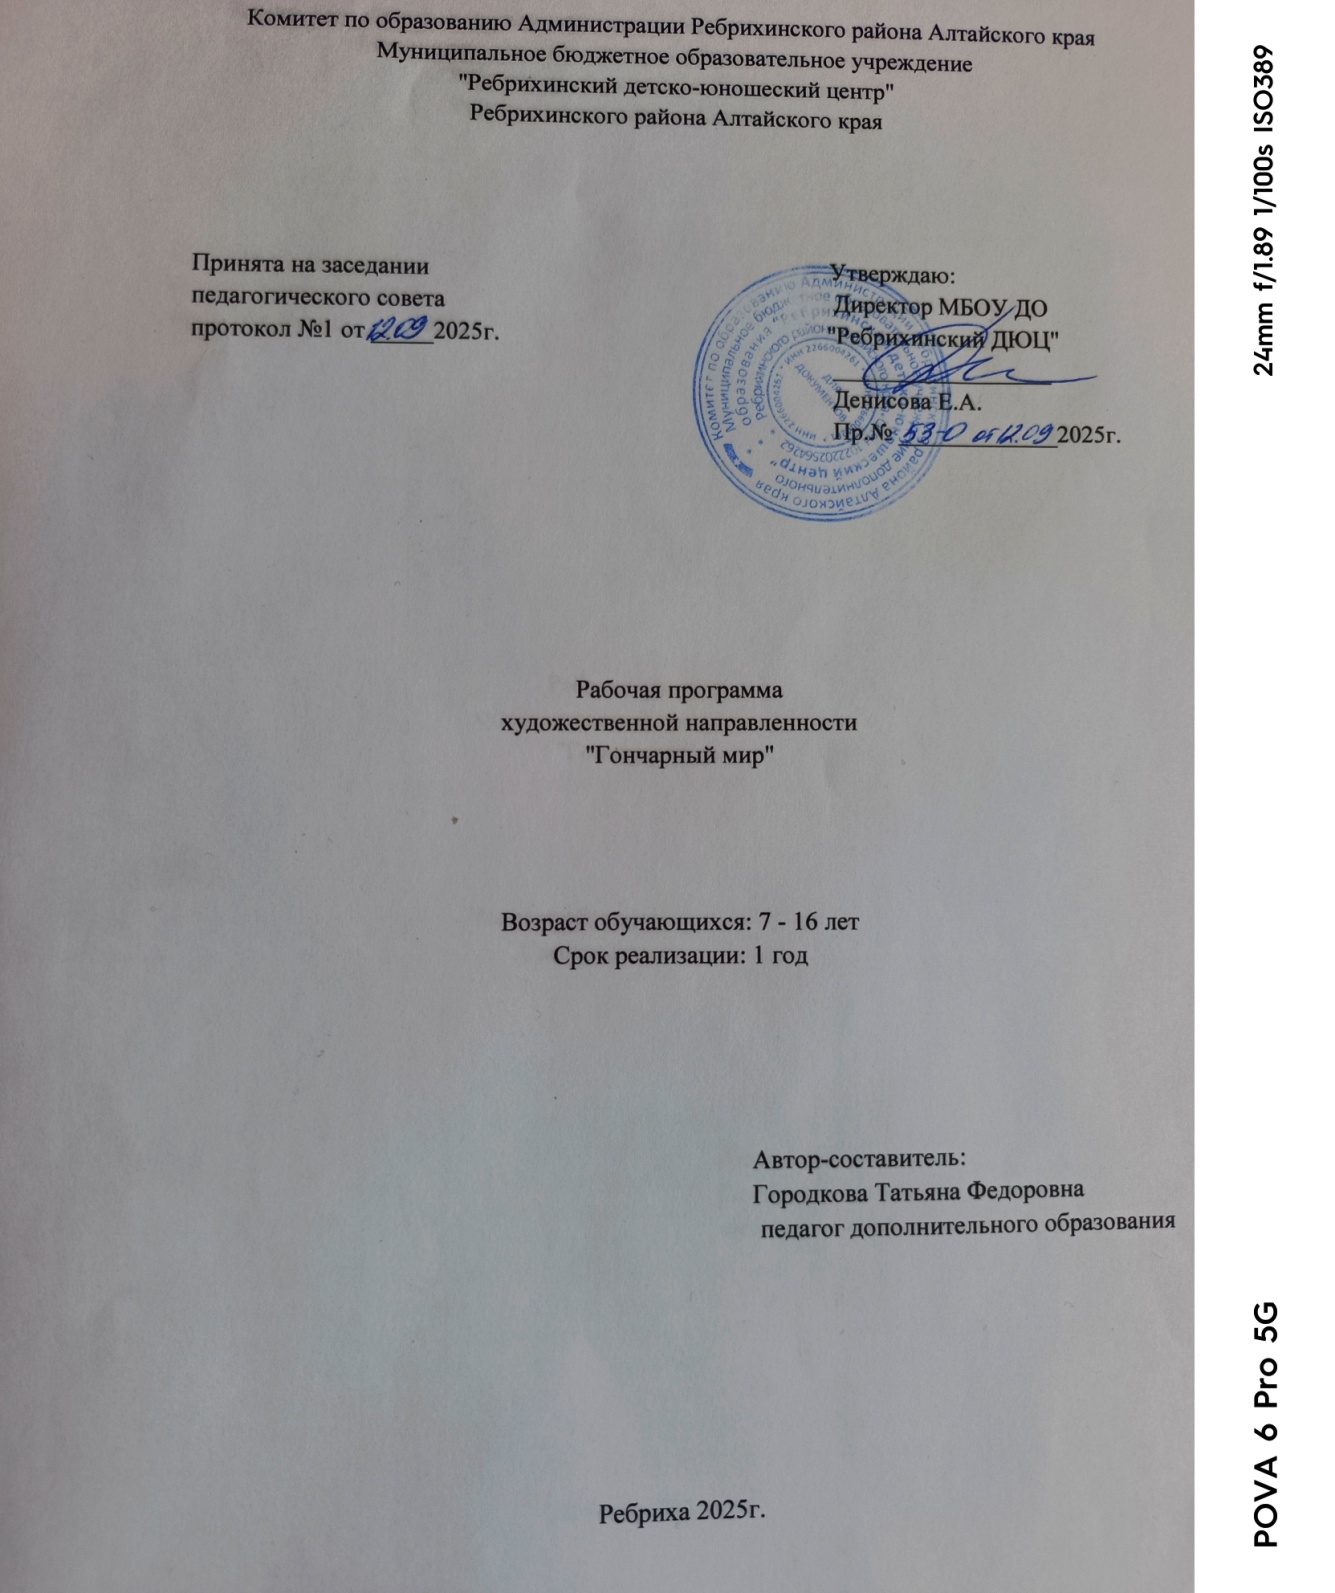 Комитет по образованию Администрации Ребрихинского района Алтайского края
Муниципальное бюджетное образовательное учреждение
"Ребрихинский детско-юношеский центр"
Ребрихинского района Алтайского края
Принята на заседании
педагогического совета
протокол №1 от 12.09 2025г.
Утверждаю:
Директор МБОУ ДО
"Ребрихинский ДЮЦ"
Денисова Е.А.
Пр.№ 53-О от 12.09 2025г.
Рабочая программа
художественной направленности
"Гончарный мир"
Возраст обучающихся: 7 - 16 лет
Срок реализации: 1 год
Автор-составитель:
Городкова Татьяна Федоровна
педагог дополнительного образования
Ребриха 2025г.
24mm f/1.89 1/100s ISO389
POVA 6 Pro 5G